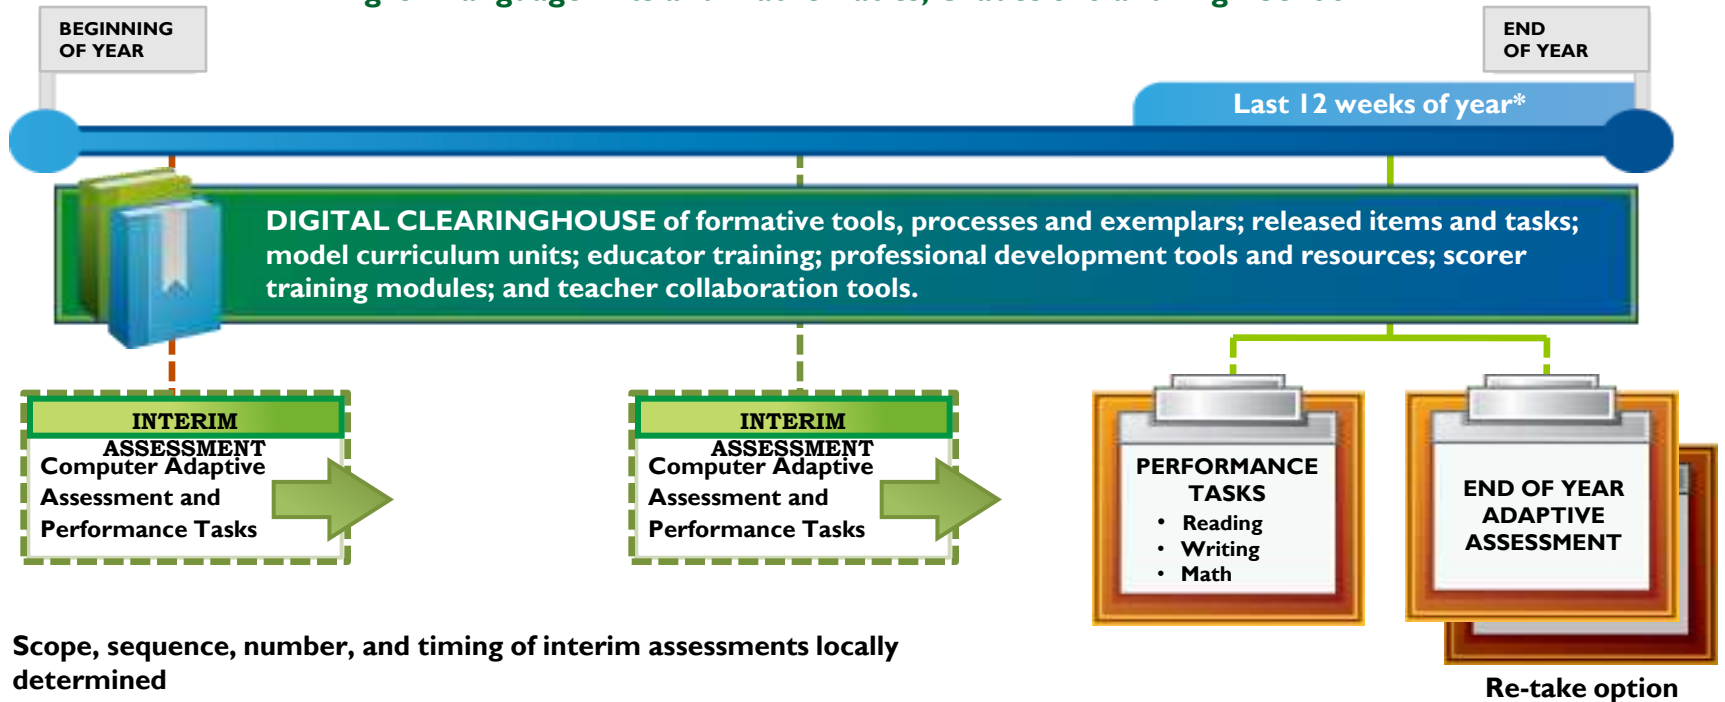 BEGINNING
OF YEAR
END
OF YEAR
Last 12 weeks of year*
DIGITAL CLEARINGHOUSE of formative tools, processes and exemplars; released items and tasks;
model curriculum units; educator training; professional development tools and resources; scorer
training modules; and teacher collaboration tools.
INTERIM
ASSESSMENT
Computer Adaptive
Assessment and
Performance Tasks
INTERIM
ASSESSMENT
Computer Adaptive
Assessment and
Performance Tasks
PERFORMANCE
TASKS
• Reading
• Writing
• Math
END OF YEAR
ADAPTIVE
ASSESSMENT
Scope, sequence, number, and timing of interim assessments locally
determined
Re-take option